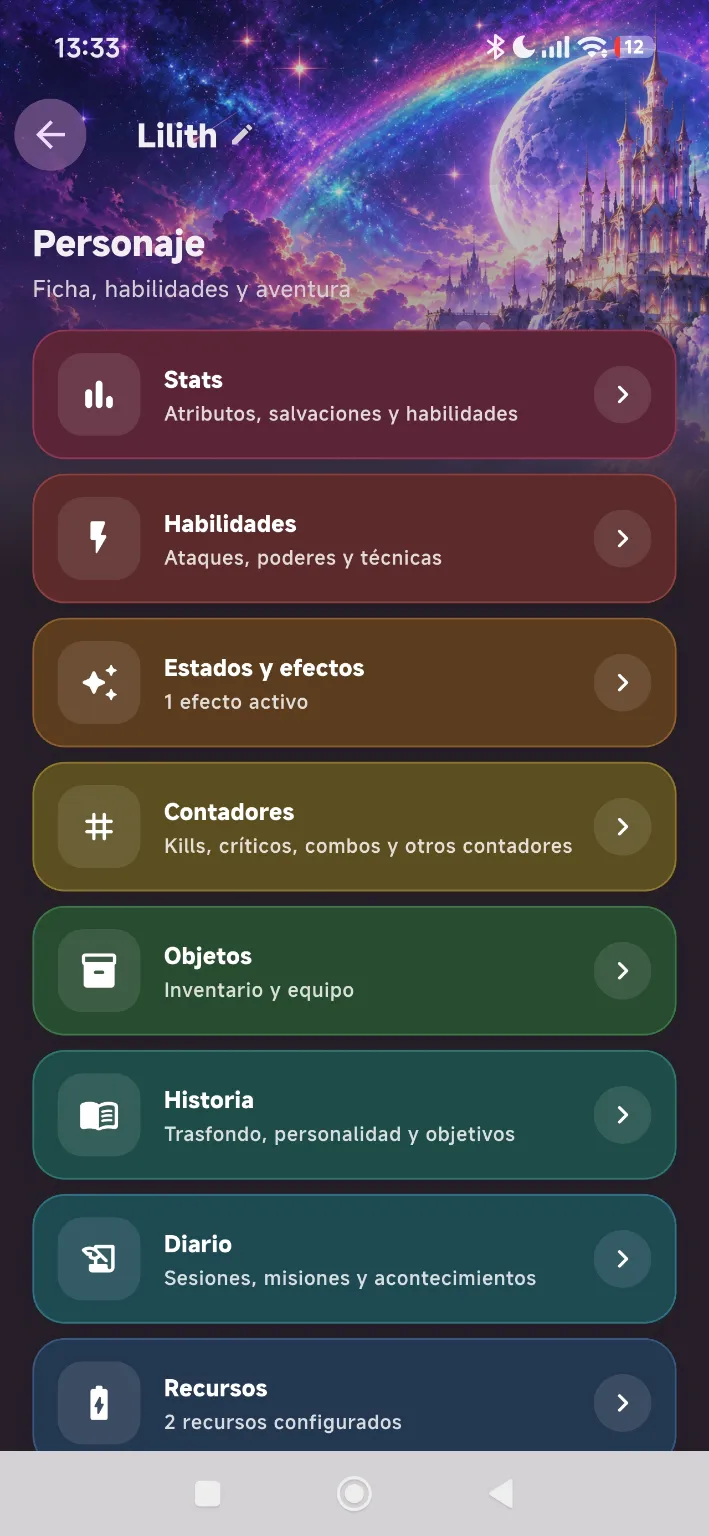 13:33
12
Lilith
Personaje
Ficha, habilidades y aventura
Stats
Atributos, salvaciones y habilidades
Habilidades
Ataques, poderes y técnicas
Estados y efectos
1 efecto activo
Contadores
Kills, críticos, combos y otros contadores
Objetos
Inventario y equipo
Historia
Trasfondo, personalidad y objetivos
Diario
Sesiones, misiones y acontecimientos
Recursos
2 recursos configurados